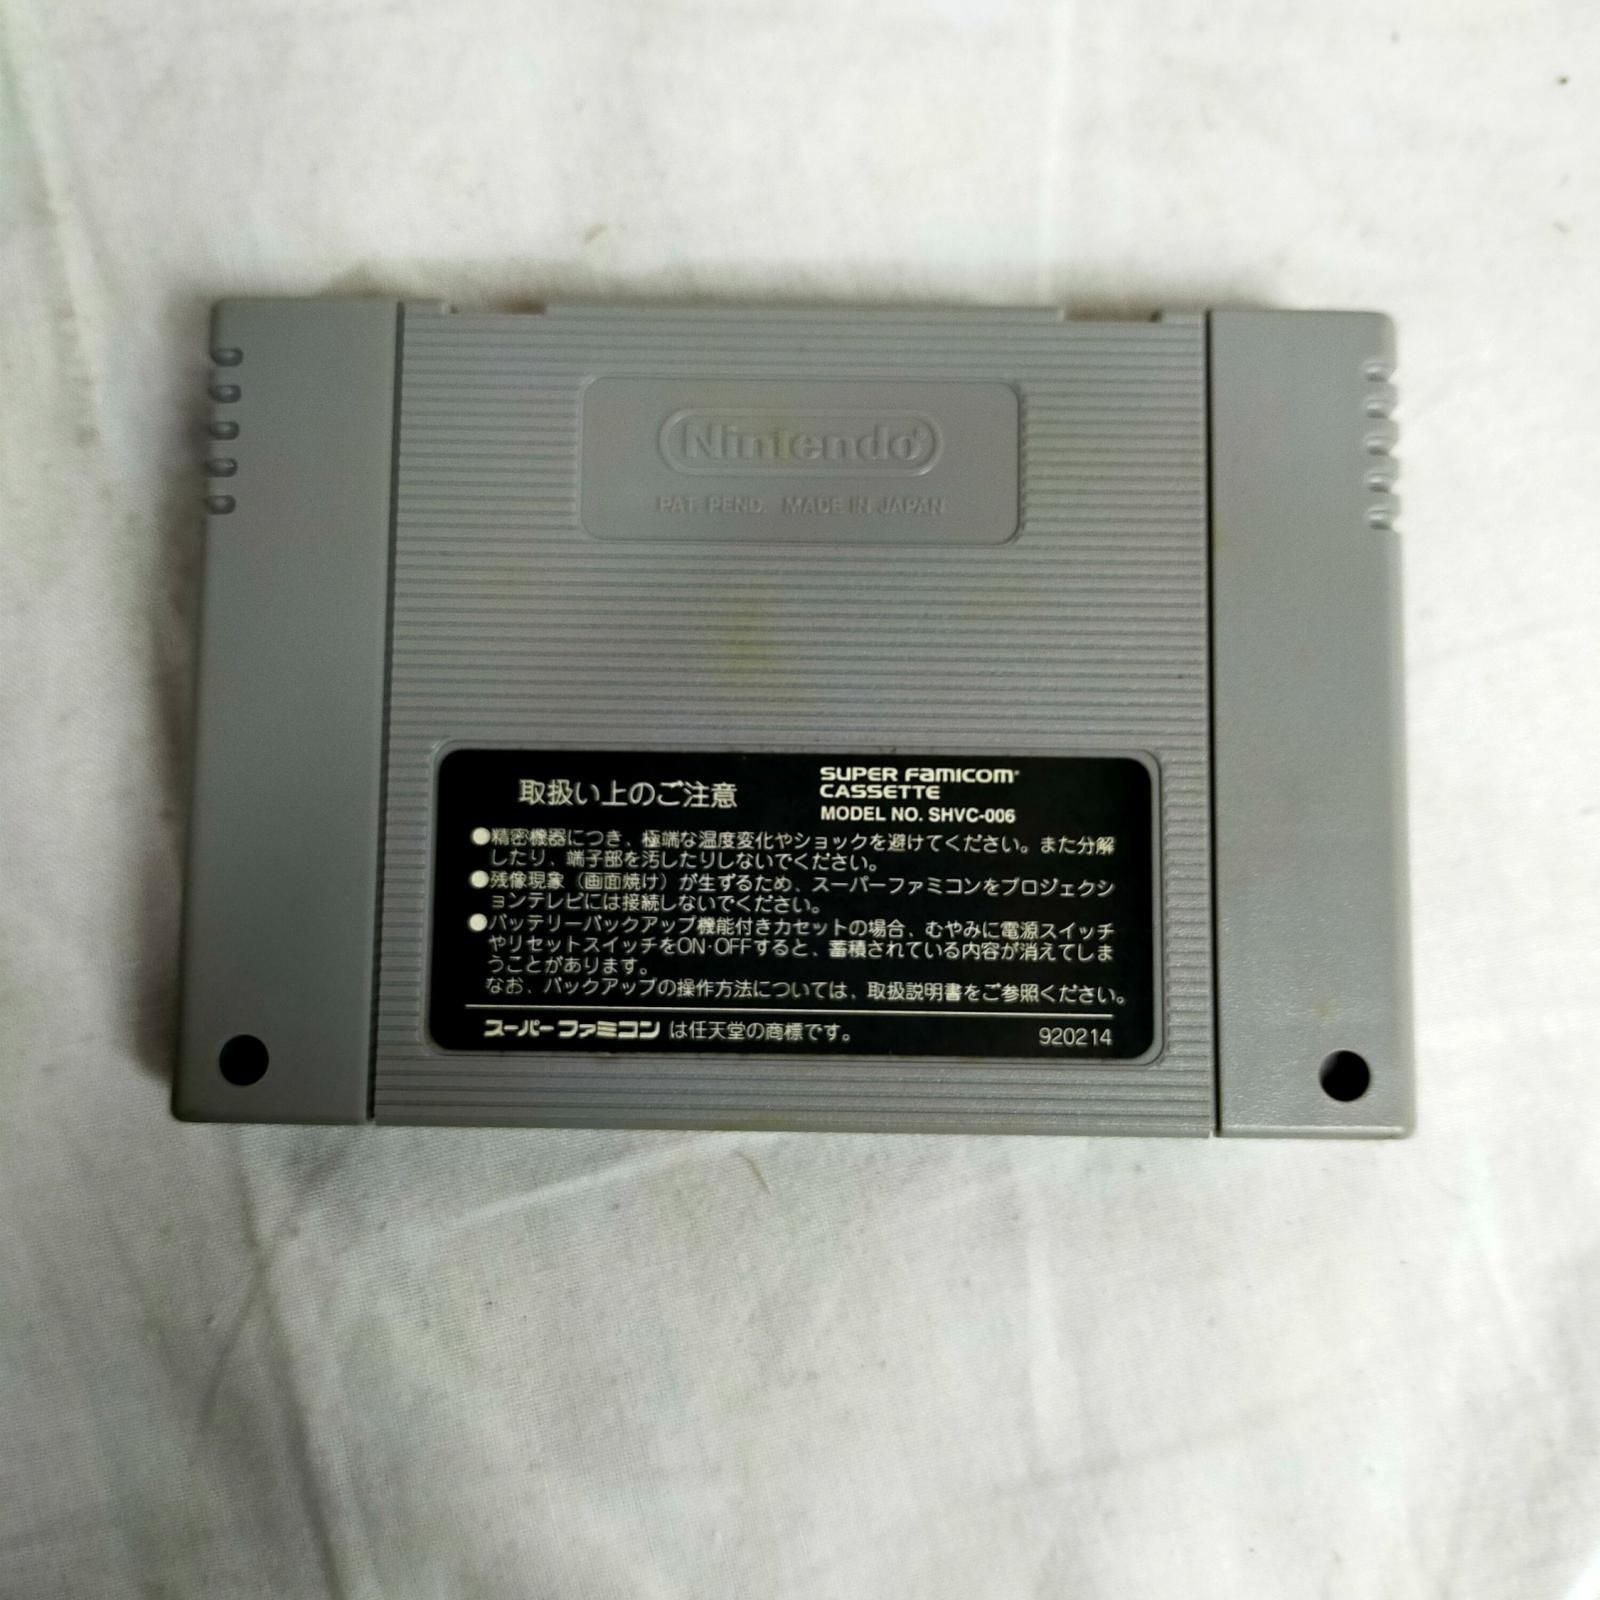 Nintendo
PAT. PEND. MADE IN JAPAN
取扱い上のご注意
SUPER Famicom
CASSETTE
MODEL NO. SHVC-006
●精密機器につき、極端な温度変化やショックを避けてください。また分解
したり、端子部を汚したりしないでください。
●残像現象（画面焼け）が生ずるため、スーパーファミコンをプロジェクシ
ョンテレビには接続しないでください。
●バッテリーバックアップ機能付きカセットの場合、むやみに電源スイッチ
やリセットスイッチをON·OFFすると、蓄積されている内容が消えてしま
うことがあります。
なお、バックアップの操作方法については、取扱説明書をご参照ください。
スーパーファミコン は任天堂の商標です。
920214